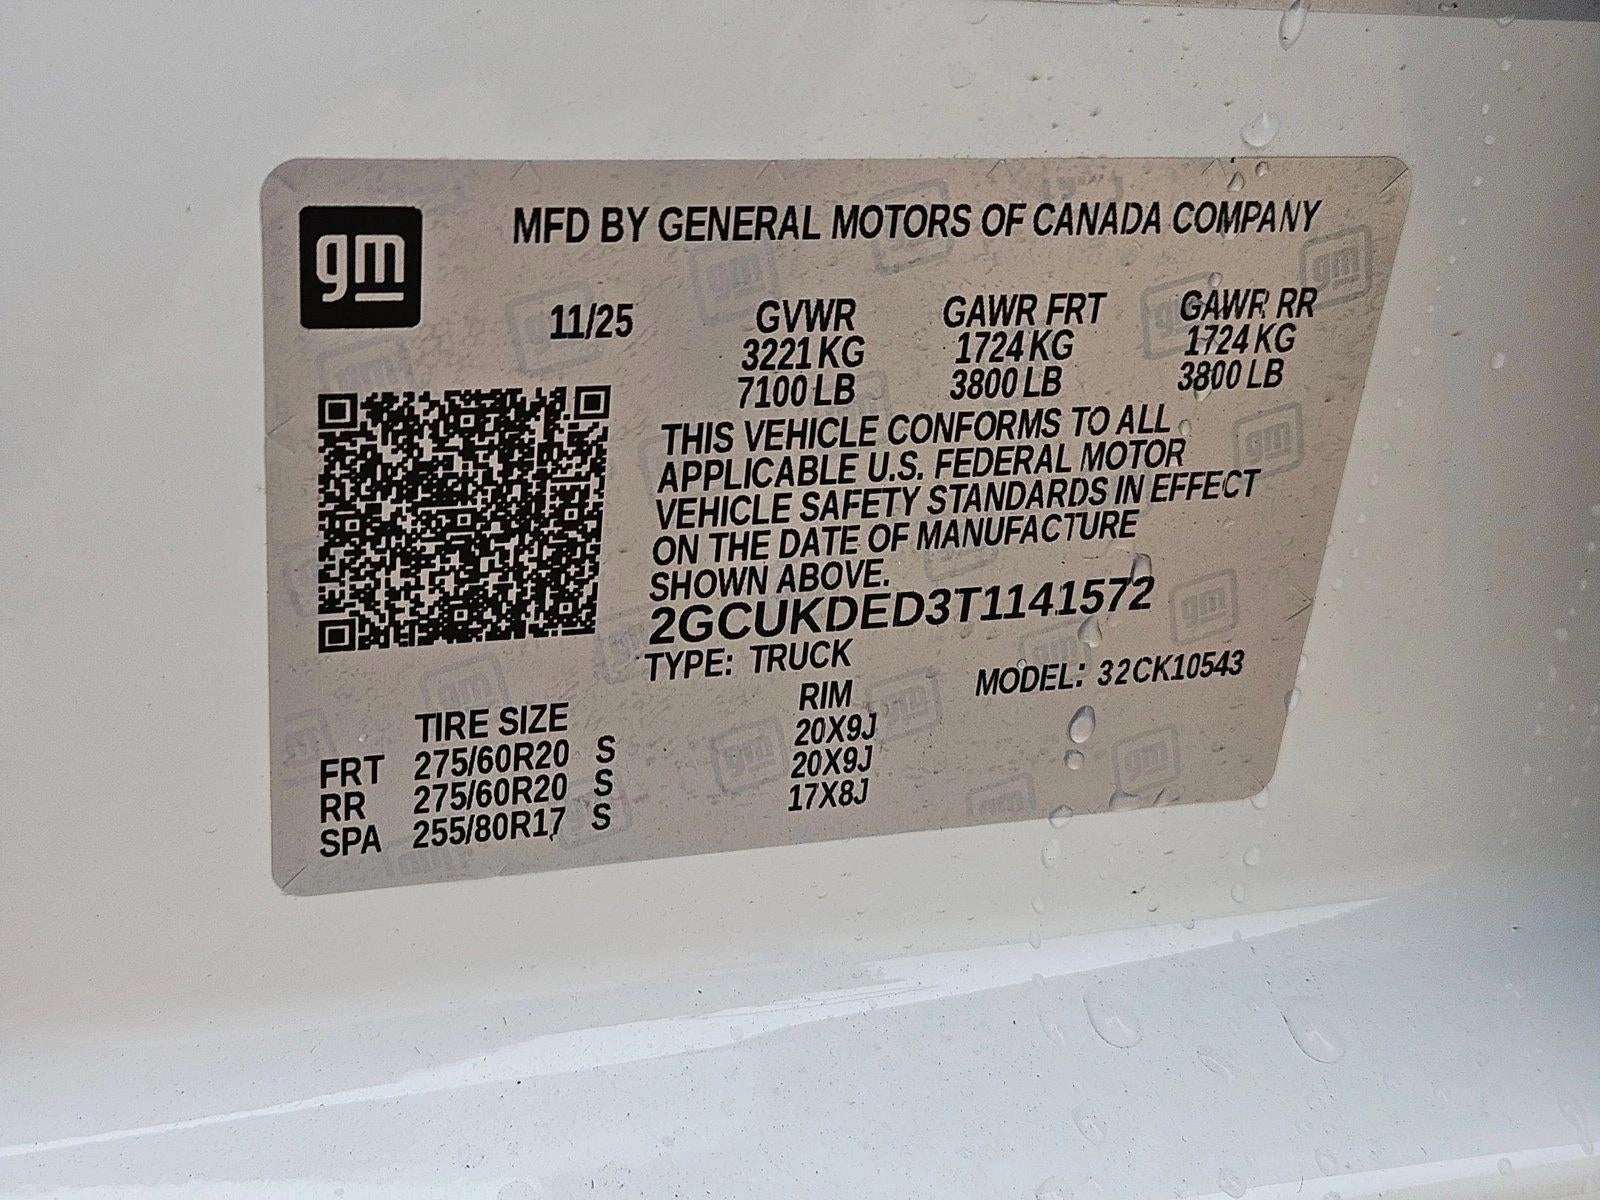 gm
MFD BY GENERAL MOTORS OF CANADA COMPANY
11/25 GVWR GAWR FRT GAWR RR
3221 KG 1724 KG 1724 KG
7100 LB 3800 LB 3800 LB
THIS VEHICLE CONFORMS TO ALL
APPLICABLE U.S. FEDERAL MOTOR
VEHICLE SAFETY STANDARDS IN EFFECT
ON THE DATE OF MANUFACTURE
SHOWN ABOVE.
2GCUKDED3T1141572
TYPE: TRUCK MODEL: 32CK10543
TIRE SIZE RIM
FRT 275/60R20 S 20X9J
RR 275/60R20 S 20X9J
SPA 255/80R17 S 17X8J